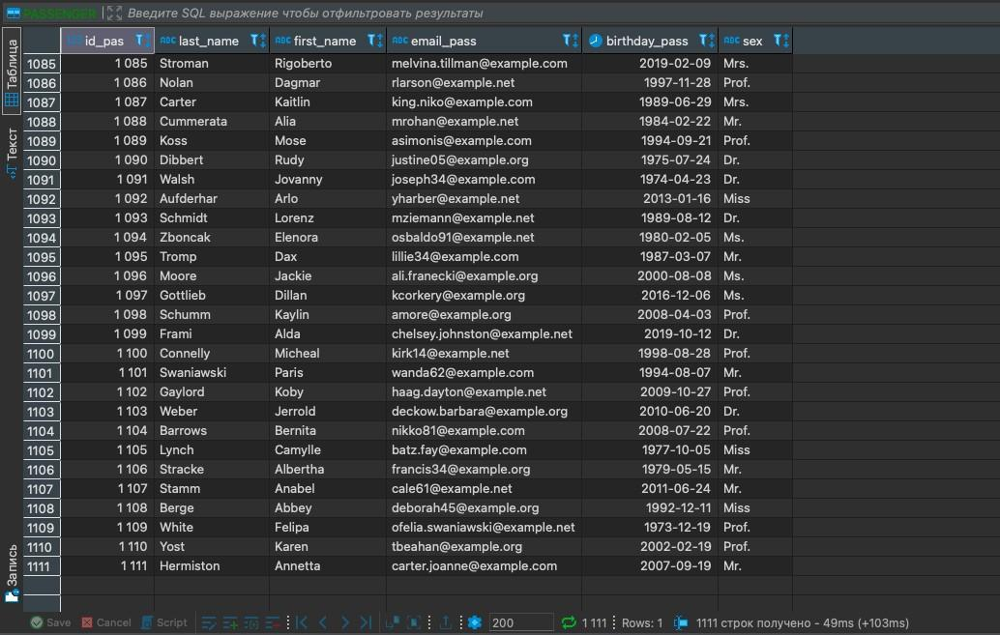 PASSENGER Введите SQL выражение чтобы отфильтровать результаты
Таблица
Текст
Запись
123 id_pas ABC last_name ABC first_name ABC email_pass birthday_pass ABC sex
1085 1 085 Stroman Rigoberto melvina.tillman@example.com 2019-02-09 Mrs.
1086 1 086 Nolan Dagmar rlarson@example.net 1997-11-28 Prof.
1087 1 087 Carter Kaitlin king.niko@example.com 1989-06-29 Mrs.
1088 1 088 Cummerata Alia mrohan@example.net 1984-02-22 Mr.
1089 1 089 Koss Mose asimonis@example.com 1994-09-21 Prof.
1090 1 090 Dibbert Rudy justine05@example.org 1975-07-24 Dr.
1091 1 091 Walsh Jovanny joseph34@example.com 1974-04-23 Dr.
1092 1 092 Aufderhar Arlo yharber@example.net 2013-01-16 Miss
1093 1 093 Schmidt Lorenz mziemann@example.net 1989-08-12 Dr.
1094 1 094 Zboncak Elenora osbaldo91@example.net 1980-02-05 Ms.
1095 1 095 Tromp Dax lillie34@example.com 1987-03-07 Mr.
1096 1 096 Moore Jackie ali.franecki@example.org 2000-08-08 Ms.
1097 1 097 Gottlieb Dillan kcorkery@example.org 2016-12-06 Ms.
1098 1 098 Schumm Kaylin amore@example.org 2008-04-03 Prof.
1099 1 099 Frami Alda chelsey.johnston@example.net 2019-10-12 Dr.
1100 1 100 Connelly Micheal kirk14@example.net 1998-08-28 Prof.
1101 1 101 Swaniawski Paris wanda62@example.com 1994-08-07 Mr.
1102 1 102 Gaylord Koby haag.dayton@example.net 2009-10-27 Prof.
1103 1 103 Weber Jerrold deckow.barbara@example.org 2010-06-20 Dr.
1104 1 104 Barrows Bernita nikko81@example.com 2008-07-22 Prof.
1105 1 105 Lynch Camylle batz.fay@example.com 1977-10-05 Miss
1106 1 106 Stracke Albertha francis34@example.org 1979-05-15 Mr.
1107 1 107 Stamm Anabel cale61@example.net 2011-06-24 Mr.
1108 1 108 Berge Abbey deborah45@example.org 1992-12-11 Miss
1109 1 109 White Felipa ofelia.swaniawski@example.net 1973-12-19 Prof.
1110 1 110 Yost Karen tbeahan@example.org 2002-02-19 Prof.
1111 1 111 Hermiston Annetta carter.joanne@example.com 2007-09-19 Mr.
Save Cancel Script 200 1 111 Rows: 1 1111 строк получено - 49ms (+103ms)